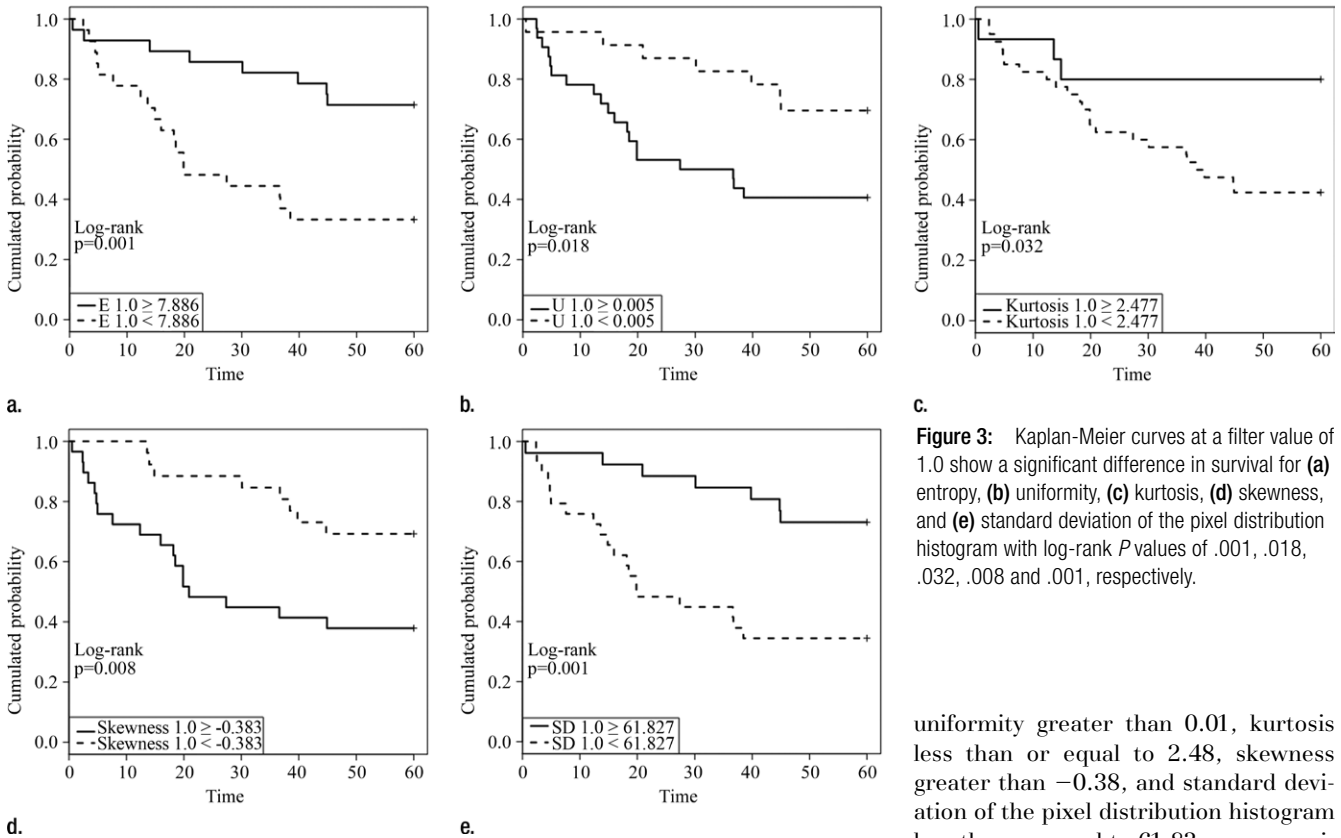 1.0
0.8
0.6
0.4
0.2
0.0
Cumulated probability
Log-rank
p=0.001
E 1.0 ≥ 7.886
E 1.0 < 7.886
0 10 20 30 40 50 60
Time
a.
1.0
0.8
0.6
0.4
0.2
0.0
Cumulated probability
Log-rank
p=0.018
U 1.0 ≥ 0.005
U 1.0 < 0.005
0 10 20 30 40 50 60
Time
b.
1.0
0.8
0.6
0.4
0.2
0.0
Cumulated probability
Log-rank
p=0.032
Kurtosis 1.0 ≥ 2.477
Kurtosis 1.0 < 2.477
0 10 20 30 40 50 60
Time
c.
1.0
0.8
0.6
0.4
0.2
0.0
Cumulated probability
Log-rank
p=0.008
Skewness 1.0 ≥ -0.383
Skewness 1.0 < -0.383
0 10 20 30 40 50 60
Time
d.
1.0
0.8
0.6
0.4
0.2
0.0
Cumulated probability
Log-rank
p=0.001
SD 1.0 ≥ 61.827
SD 1.0 < 61.827
0 10 20 30 40 50 60
Time
e.
Figure 3: Kaplan-Meier curves at a filter value of
1.0 show a significant difference in survival for (a)
entropy, (b) uniformity, (c) kurtosis, (d) skewness,
and (e) standard deviation of the pixel distribution
histogram with log-rank P values of .001, .018,
.032, .008 and .001, respectively.
uniformity greater than 0.01, kurtosis
less than or equal to 2.48, skewness
greater than −0.38, and standard devi-
ation of the pixel distribution histogram